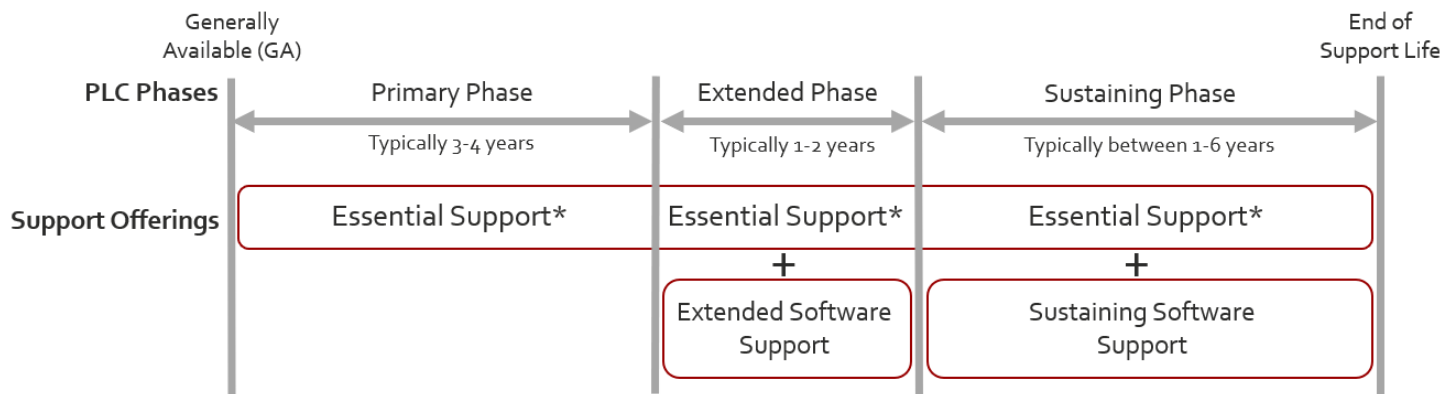 Generally
Available (GA)
End of
Support Life
PLC Phases
Primary Phase
Extended Phase
Sustaining Phase
Typically 3-4 years
Typically 1-2 years
Typically between 1-6 years
Support Offerings
Essential Support*
Essential Support*
Essential Support*
+
+
Extended Software
Support
Sustaining Software
Support